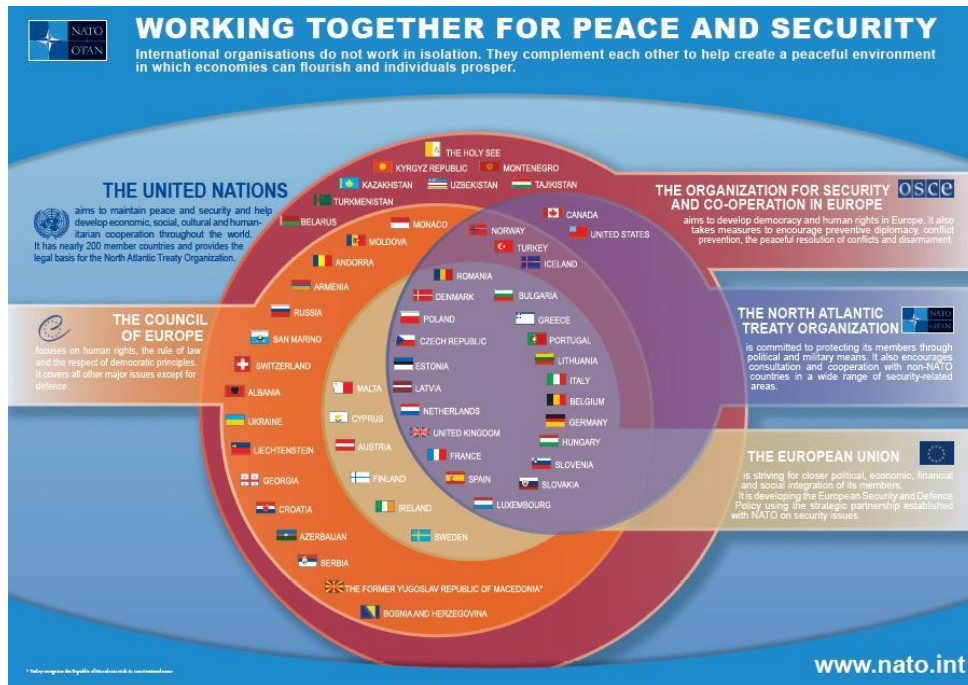 NATO
OTAN
WORKING TOGETHER FOR PEACE AND SECURITY
International organisations do not work in isolation. They complement each other to help create a peaceful environment
in which economies can flourish and individuals prosper.
THE UNITED NATIONS
aims to maintain peace and security and help
develop economic, social, cultural and human-
itarian cooperation throughout the world.
It has nearly 200 member countries and provides the
legal basis for the North Atlantic Treaty Organization.
THE COUNCIL
OF EUROPE
focuses on human rights, the rule of law
and the respect of democratic principles.
It covers all other major issues except for
defence.
THE HOLY SEE
KYRGYZ REPUBLIC
MONTENEGRO
KAZAKHSTAN
UZBEKISTAN
TAJIKISTAN
TURKMENISTAN
BELARUS
MONACO
MOLDOVA
ANDORRA
ARMENIA
RUSSIA
SAN MARINO
SWITZERLAND
ALBANIA
UKRAINE
LIECHTENSTEIN
GEORGIA
CROATIA
AZERBAIJAN
SERBIA
THE FORMER YUGOSLAV REPUBLIC OF MACEDONIA*
BOSNIA AND HERZEGOVINA
MALTA
CYPRUS
AUSTRIA
FINLAND
IRELAND
SWEDEN
CANADA
NORWAY
UNITED STATES
TURKEY
ICELAND
ROMANIA
DENMARK
BULGARIA
POLAND
GREECE
CZECH REPUBLIC
PORTUGAL
ESTONIA
LITHUANIA
LATVIA
ITALY
NETHERLANDS
BELGIUM
UNITED KINGDOM
GERMANY
FRANCE
HUNGARY
SPAIN
SLOVENIA
SLOVAKIA
LUXEMBOURG
THE ORGANIZATION FOR SECURITY
AND CO-OPERATION IN EUROPE
OSCE
aims to develop democracy and human rights in Europe. It also
takes measures to encourage preventive diplomacy, conflict
prevention, the peaceful resolution of conflicts and disarmament.
THE NORTH ATLANTIC
TREATY ORGANIZATION
NATO
OTAN
is committed to protecting its members through
political and military means. It also encourages
consultation and cooperation with non-NATO
countries in a wide range of security-related
areas.
THE EUROPEAN UNION
is striving for closer political, economic, financial
and social integration of its members.
It is developing the European Security and Defence
Policy using the strategic partnership established
with NATO on security issues.
* Turkey recognises the Republic of Macedonia with its constitutional name
www.nato.int